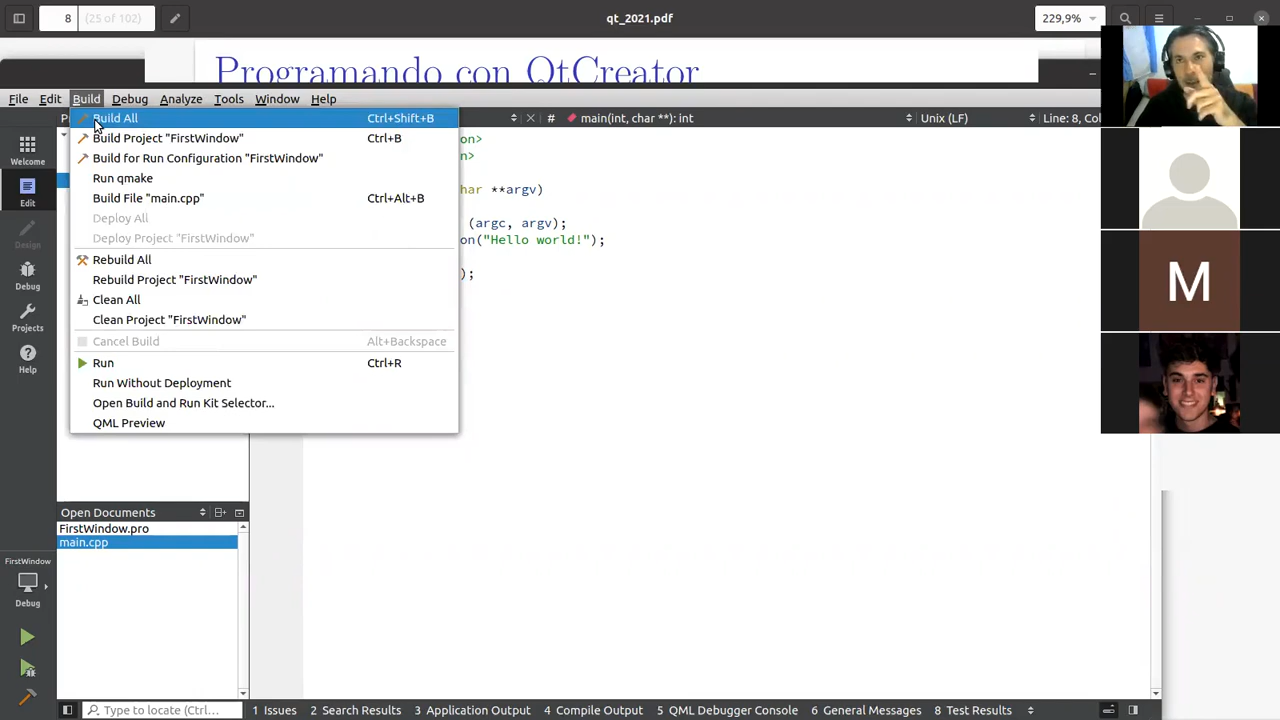 8
(25 of 102)
qt_2021.pdf
229,9%
Programando con QtCreator
File Edit Build Debug Analyze Tools Window Help
Build All Ctrl+Shift+B
Build Project "FirstWindow" Ctrl+B
Build for Run Configuration "FirstWindow"
Run qmake
Build File "main.cpp" Ctrl+Alt+B
Deploy All
Deploy Project "FirstWindow"
Rebuild All
Rebuild Project "FirstWindow"
Clean All
Clean Project "FirstWindow"
Cancel Build Alt+Backspace
Run Ctrl+R
Run Without Deployment
Open Build and Run Kit Selector...
QML Preview
# main(int, char **): int Unix (LF) Line: 8, Co
>
>
char **argv)
(argc, argv);
on("Hello world!");
);
Welcome
Edit
Design
Debug
Projects
Help
Open Documents
FirstWindow.pro
main.cpp
FirstWindow
Debug
Type to locate (Ctrl... 1 Issues 2 Search Results 3 Application Output 4 Compile Output 5 QML Debugger Console 6 General Messages 8 Test Results
M